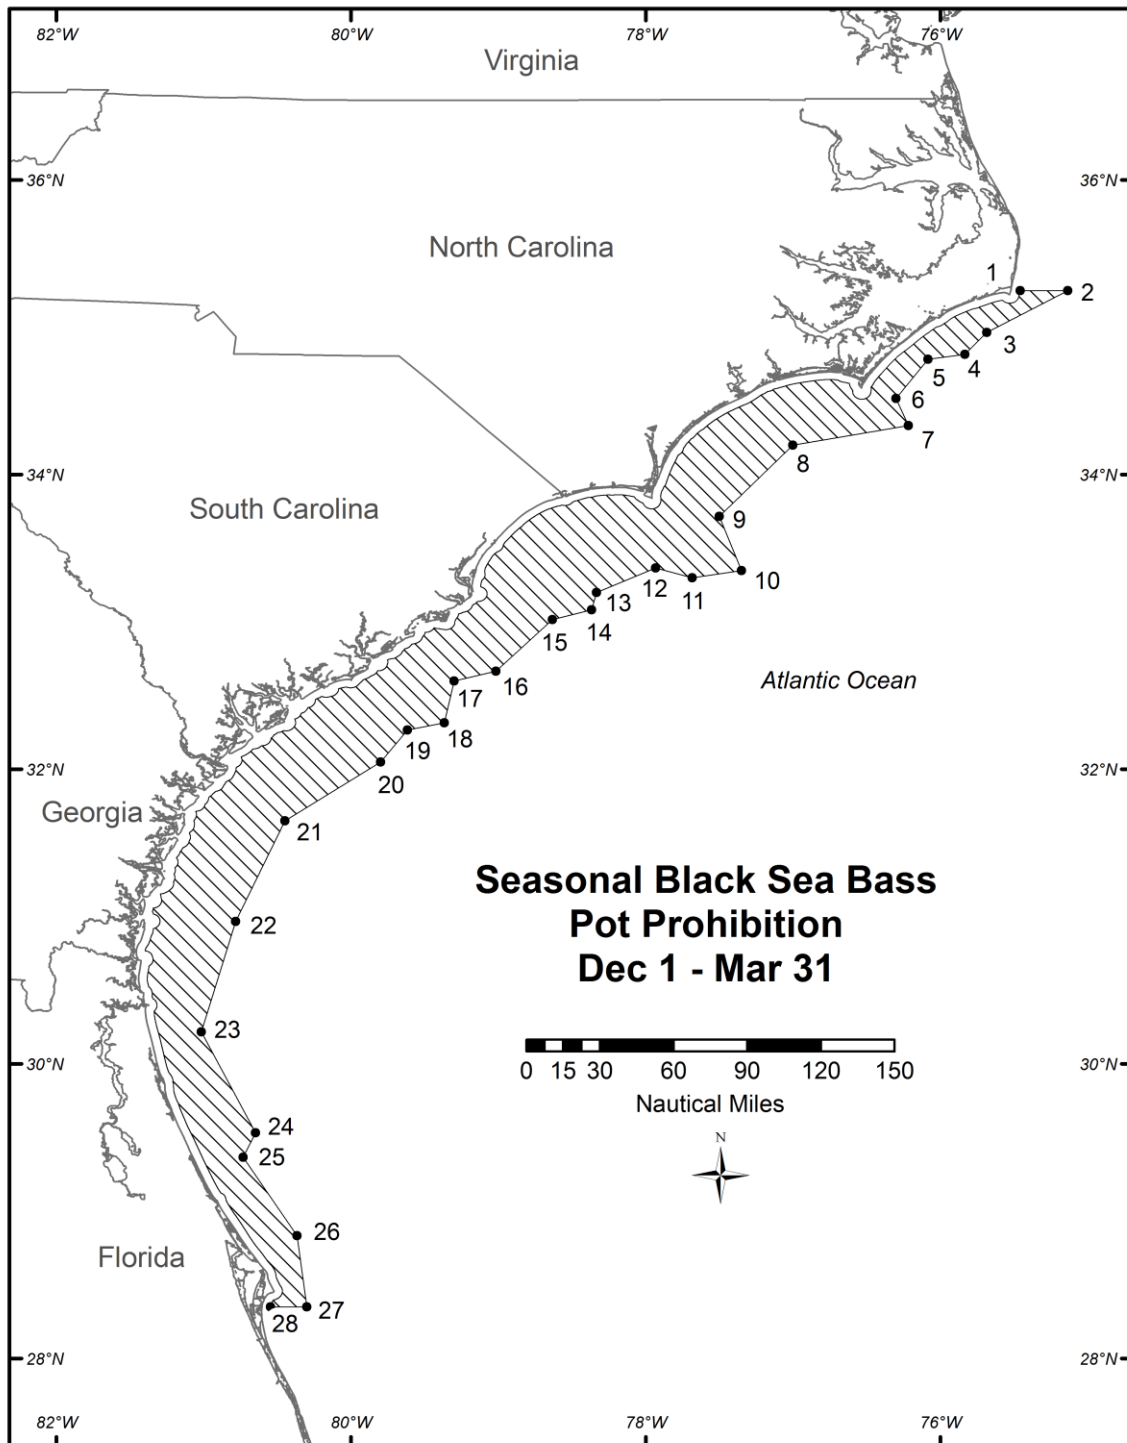 82°W 80°W 78°W 76°W
Virginia
36°N 36°N
North Carolina
1 2
3
4
5
6
7
8
34°N 34°N
South Carolina
9
10
11
12
13
14
15
16
Atlantic Ocean
17
18
19
20
32°N 32°N
Georgia
21
Seasonal Black Sea Bass
Pot Prohibition
Dec 1 - Mar 31
22
23
0 15 30 60 90 120 150
Nautical Miles
30°N 30°N
N
24
25
26
Florida
27
28
28°N 28°N
82°W 80°W 78°W 76°W